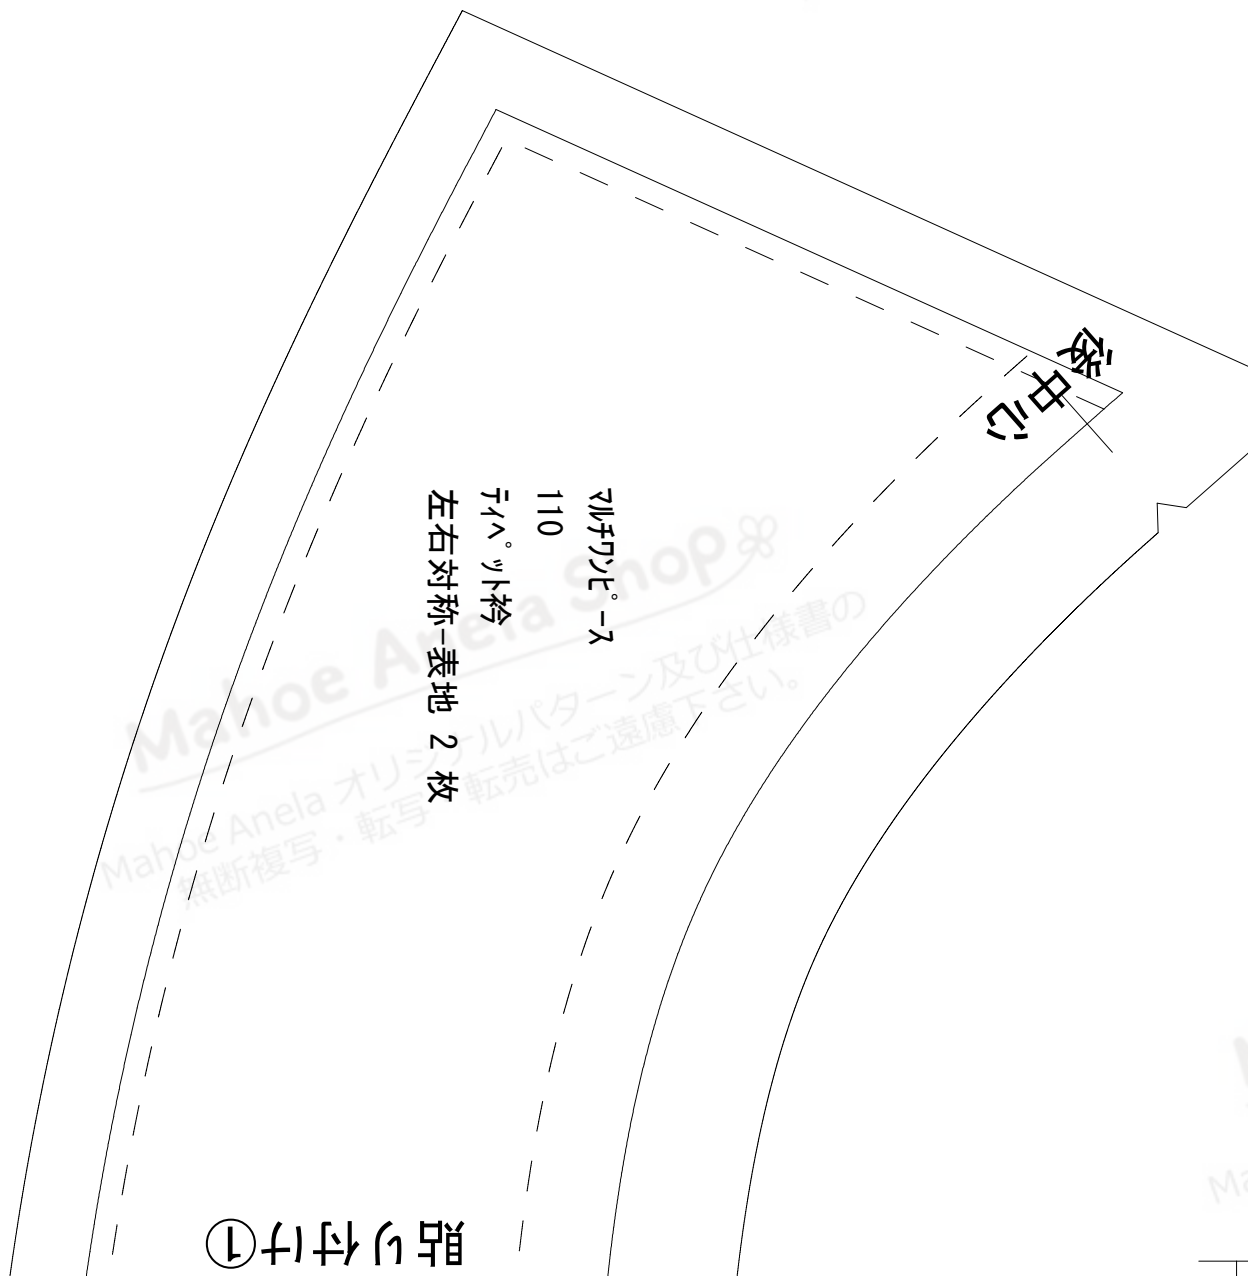 後中心
マルチワンピース
110
ティペット衿
左右対称-表地 2 枚
Mahoe Anela Shop
Mahoe Anela オリジナルパターン及び仕様書の
無断複写・転写・転売はご遠慮下さい。
貼り付け①
Ma